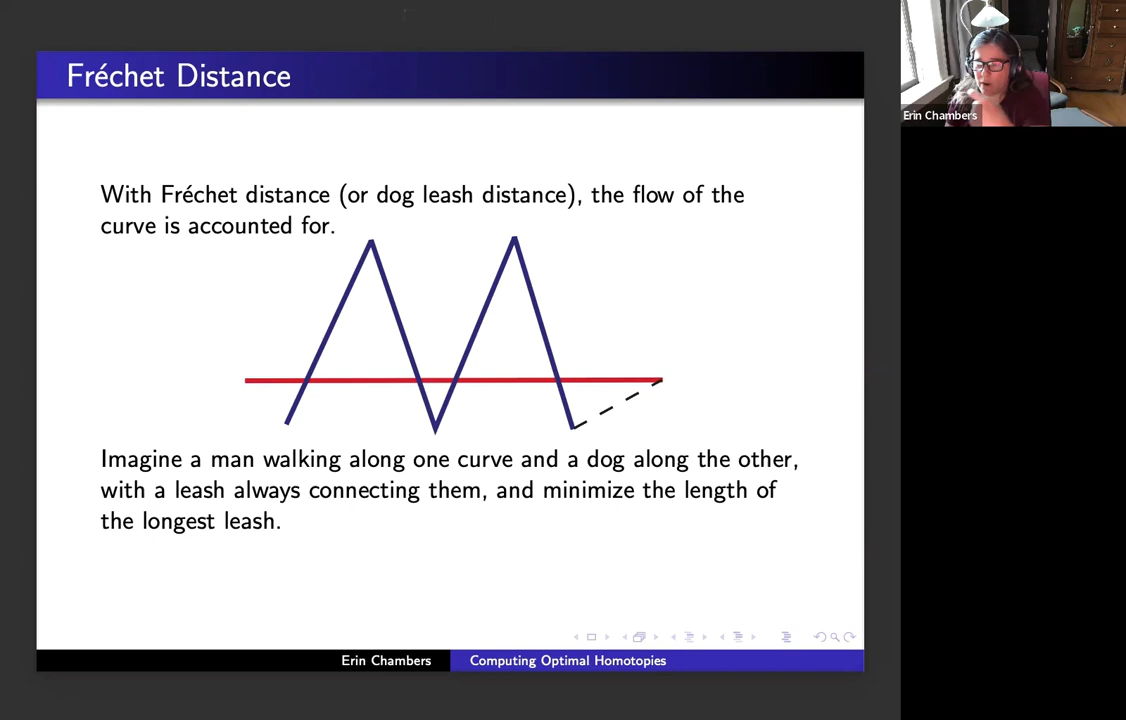 Fréchet Distance
Erin Chambers
With Fréchet distance (or dog leash distance), the flow of the
curve is accounted for.
Imagine a man walking along one curve and a dog along the other,
with a leash always connecting them, and minimize the length of
the longest leash.
Erin Chambers
Computing Optimal Homotopies